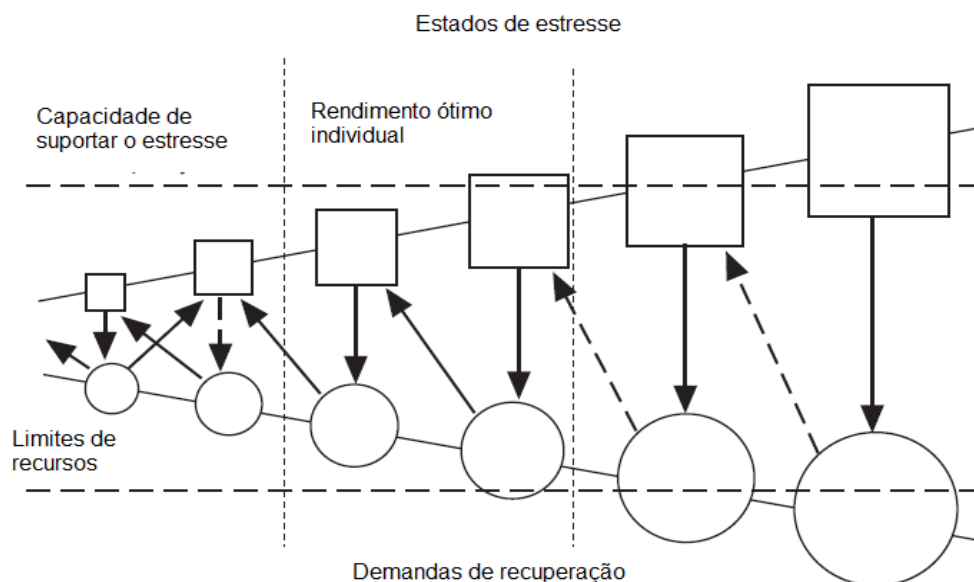 Estados de estresse
Capacidade de
suportar o estresse
Rendimento ótimo
individual
Limites de
recursos
Demandas de recuperação